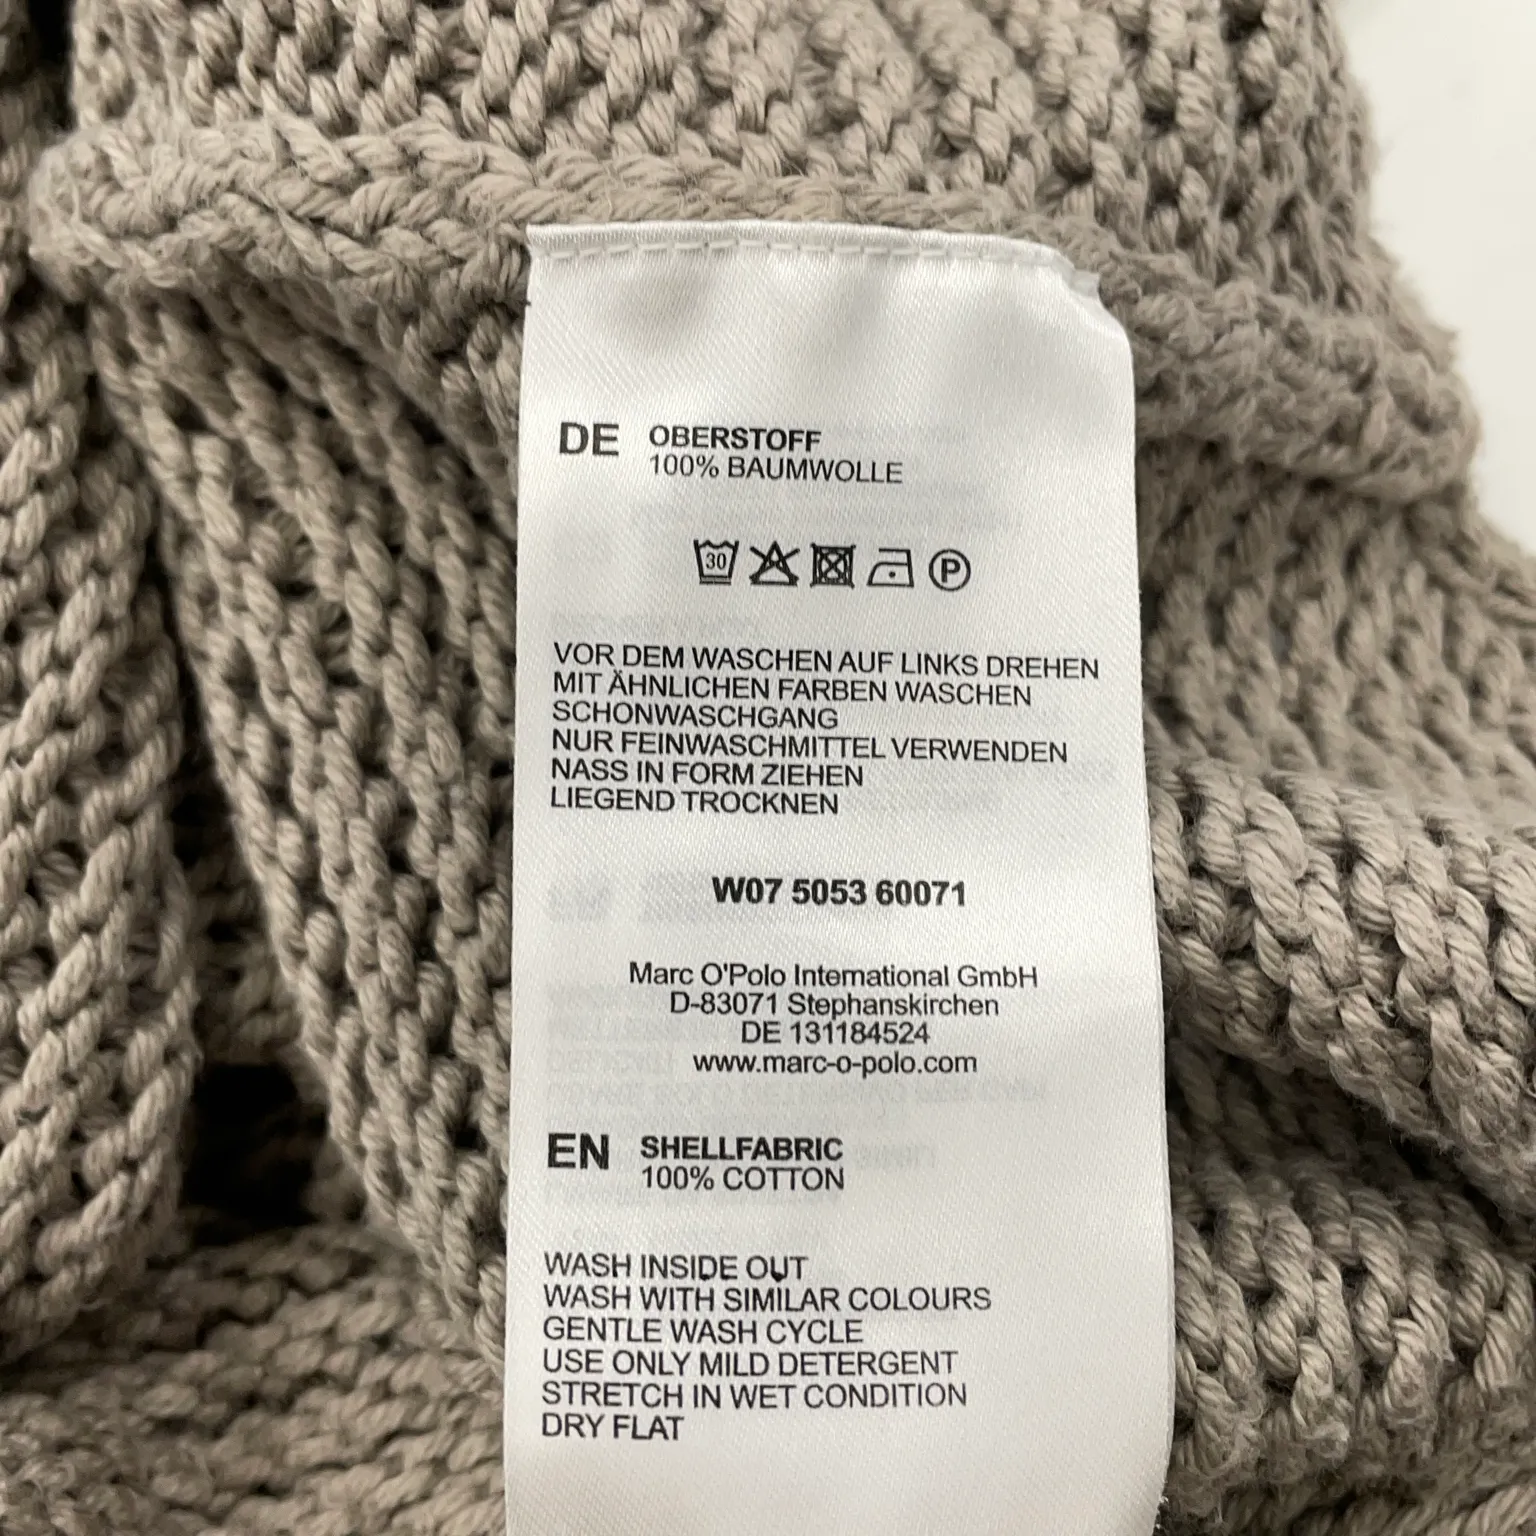 DE OBERSTOFF
100% BAUMWOLLE
30 P
VOR DEM WASCHEN AUF LINKS DREHEN
MIT ÄHNLICHEN FARBEN WASCHEN
SCHONWASCHGANG
NUR FEINWASCHMITTEL VERWENDEN
NASS IN FORM ZIEHEN
LIEGEND TROCKNEN
W07 5053 60071
Marc O'Polo International GmbH
D-83071 Stephanskirchen
DE 131184524
www.marc-o-polo.com
EN SHELLFABRIC
100% COTTON
WASH INSIDE OUT
WASH WITH SIMILAR COLOURS
GENTLE WASH CYCLE
USE ONLY MILD DETERGENT
STRETCH IN WET CONDITION
DRY FLAT